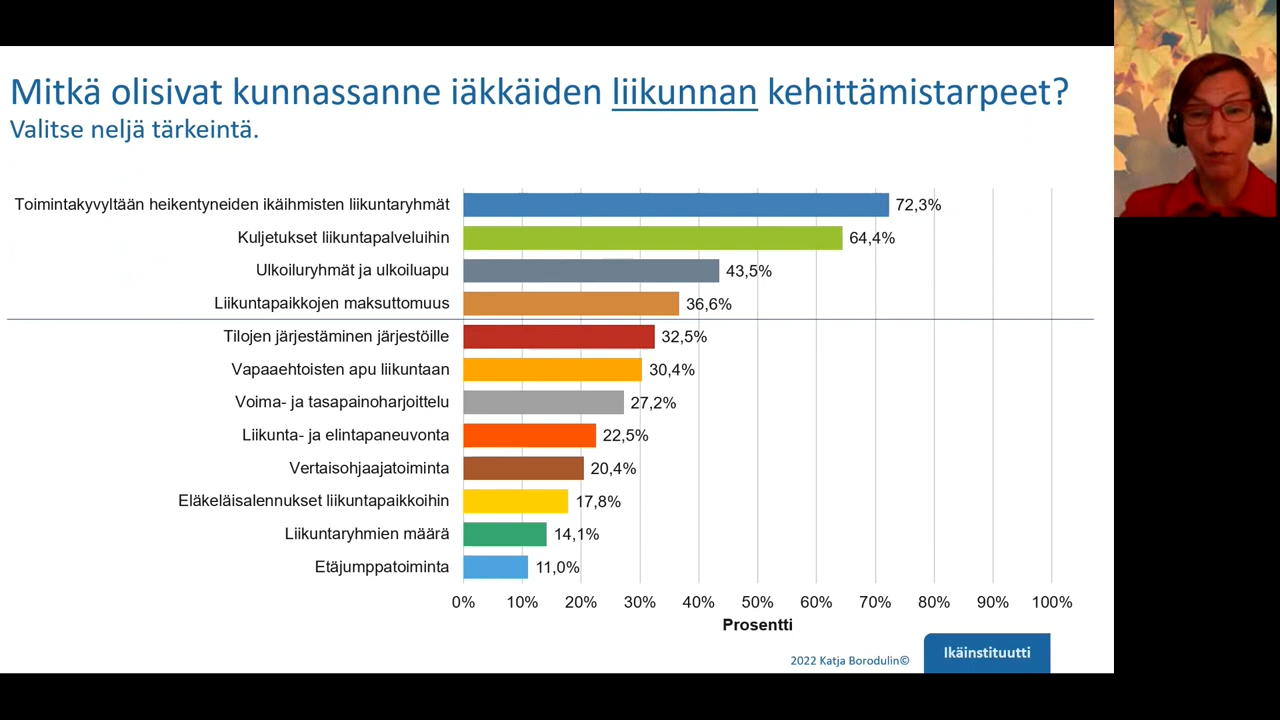 Mitkä olisivat kunnassanne iäkkäiden liikunnan kehittämistarpeet?
Valitse neljä tärkeintä.
Toimintakyvyltään heikentyneiden ikäihmisten liikuntaryhmät 72,3%
Kuljetukset liikuntapalveluihin 64,4%
Ulkoiluryhmät ja ulkoiluapu 43,5%
Liikuntapaikkojen maksuttomuus 36,6%
Tilojen järjestäminen järjestöille 32,5%
Vapaaehtoisten apu liikuntaan 30,4%
Voima- ja tasapainoharjoittelu 27,2%
Liikunta- ja elintapaneuvonta 22,5%
Vertaisohjaajatoiminta 20,4%
Eläkeläisalennukset liikuntapaikkoihin 17,8%
Liikuntaryhmien määrä 14,1%
Etäjumppatoiminta 11,0%
0% 10% 20% 30% 40% 50% 60% 70% 80% 90% 100%
Prosentti
2022 Katja Borodulin©
Ikäinstituutti